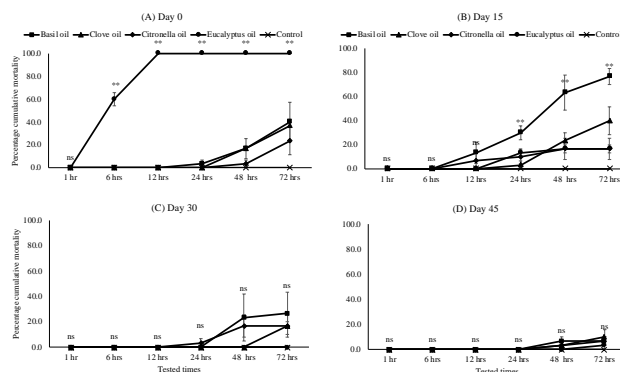 (A) Day 0
Basil oil Clove oil Citronella oil Eucalyptus oil Control
Percentage cumulative mortality
100.0
80.0
60.0
40.0
20.0
0.0
ns ** ** ** ** **
1 hr 6 hrs 12 hrs 24 hrs 48 hrs 72 hrs
(B) Day 15
Basil oil Clove oil Citronella oil Eucalyptus oil Contro
100.0
80.0
60.0
40.0
20.0
0.0
ns ns ns ** ** **
1 hr 6 hrs 12 hrs 24 hrs 48 hrs 72 hrs
(C) Day 30
Percentage cumulative mortality
100.0
80.0
60.0
40.0
20.0
0.0
ns ns ns ns ns ns
1 hr 6 hrs 12 hrs 24 hrs 48 hrs 72 hrs
Tested times
(D) Day 45
100.0
80.0
60.0
40.0
20.0
0.0
ns ns ns ns ns ns
1 hr 6 hrs 12 hrs 24 hrs 48 hrs 72 hrs
Tested times